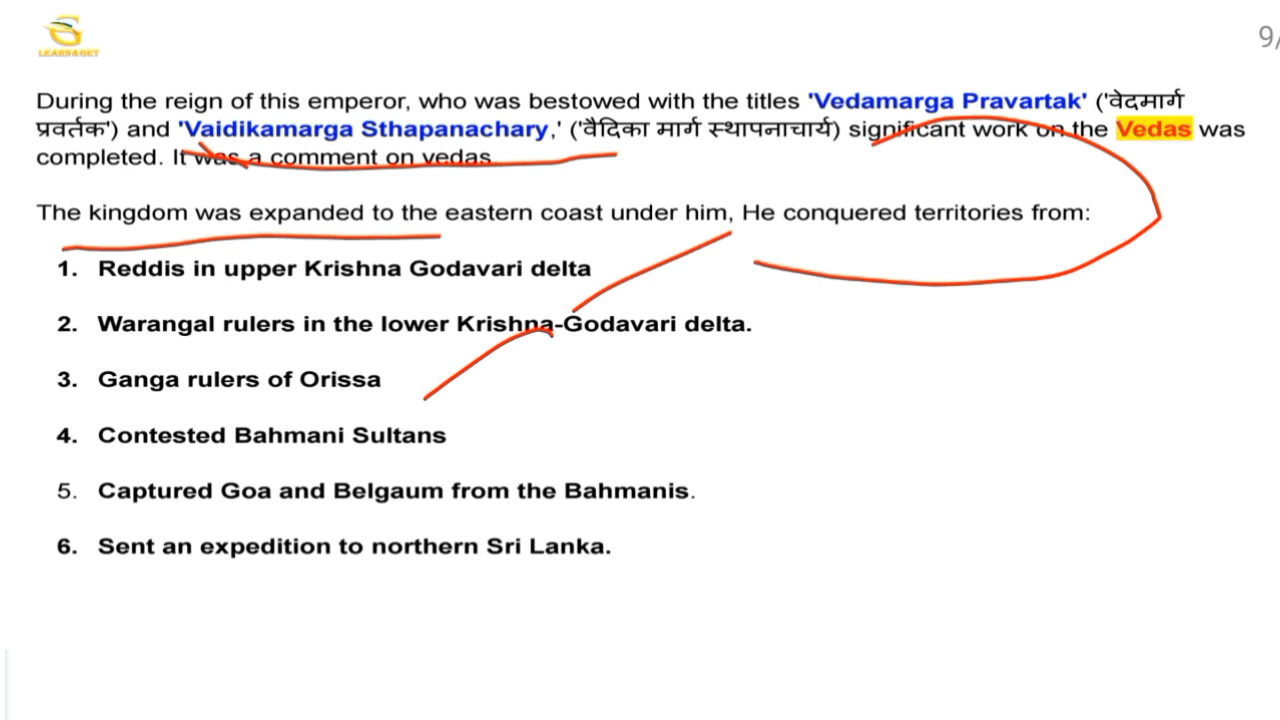 LEARN&GET
9/
During the reign of this emperor, who was bestowed with the titles 'Vedamarga Pravartak' ('वेदमार्ग
प्रवर्तक') and 'Vaidikamarga Sthapanachary,' ('वैदिका मार्ग स्थापनाचार्य) significant work on the Vedas was
completed. It was a comment on vedas
The kingdom was expanded to the eastern coast under him, He conquered territories from:
1. Reddis in upper Krishna Godavari delta
2. Warangal rulers in the lower Krishna-Godavari delta.
3. Ganga rulers of Orissa
4. Contested Bahmani Sultans
5. Captured Goa and Belgaum from the Bahmanis.
6. Sent an expedition to northern Sri Lanka.